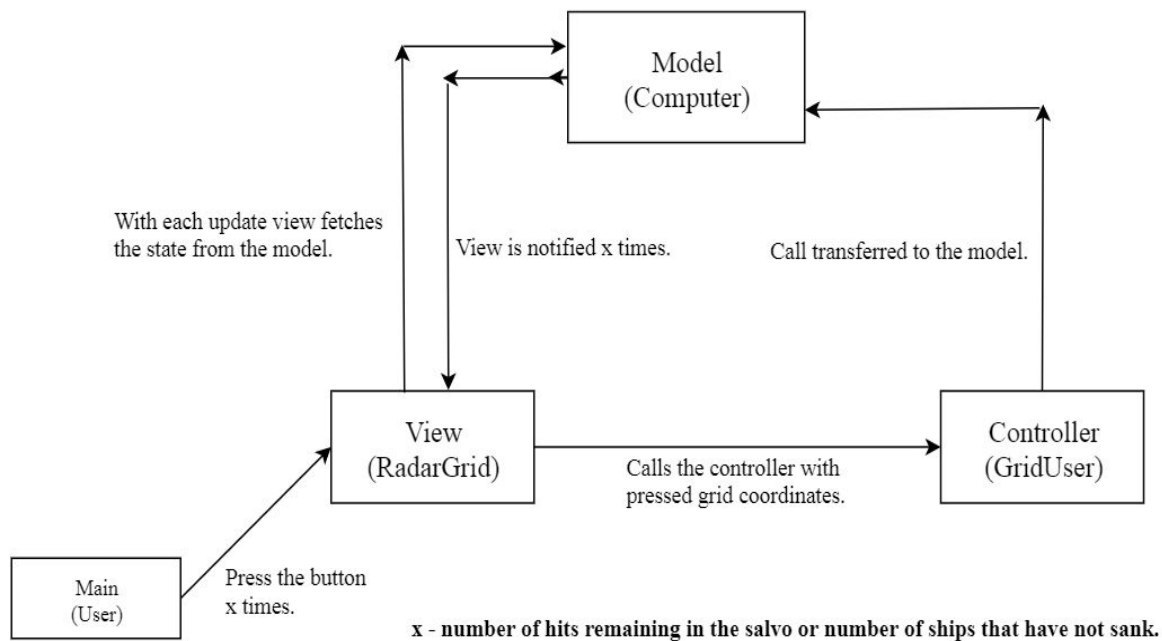 Model
(Computer)
With each update view fetches
the state from the model.
View is notified x times.
Call transferred to the model.
View
(RadarGrid)
Controller
(GridUser)
Calls the controller with
pressed grid coordinates.
Main
(User)
Press the button
x times.
x - number of hits remaining in the salvo or number of ships that have not sank.